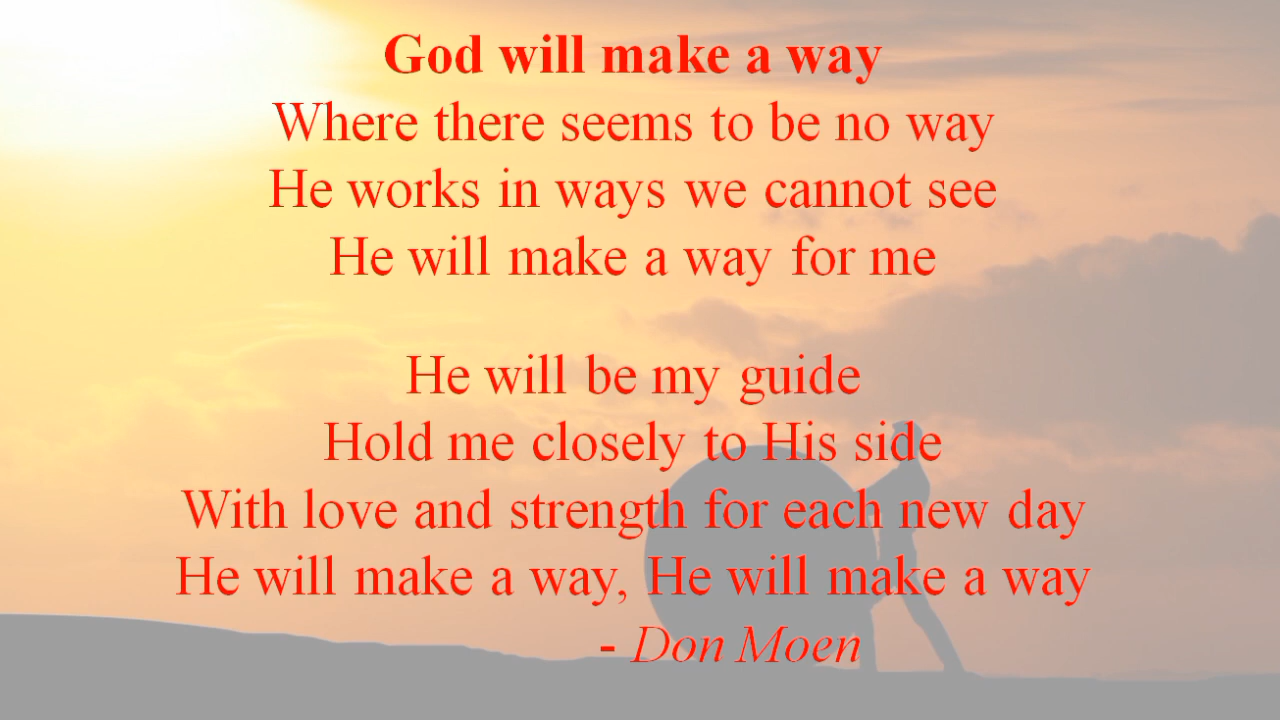 God will make a way
Where there seems to be no way
He works in ways we cannot see
He will make a way for me
He will be my guide
Hold me closely to His side
With love and strength for each new day
He will make a way, He will make a way
- Don Moen